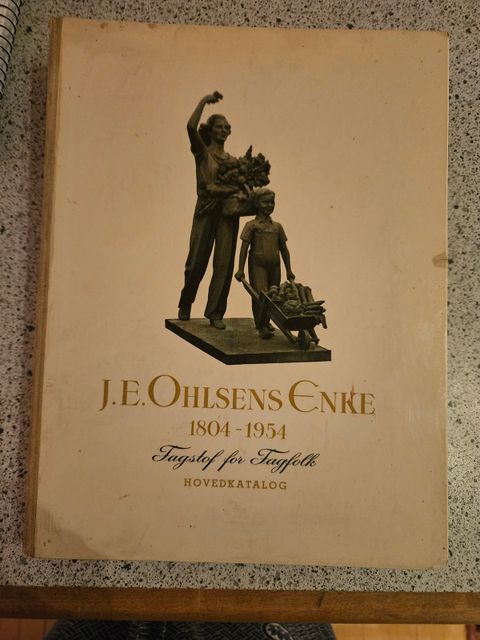 J.E. OHLSENS ENKE
1804-1954
Fagstof for Fagfolk
HOVEDKATALOG